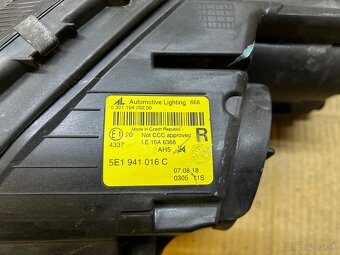 AL Automotive Lighting 668
0 301 104 202 00
Made in Czech Republic
E1 20 Not CCC approved R
4337 LE 15A 6368
AHS
5E1 941 016 C
07.08.18
0305 11S